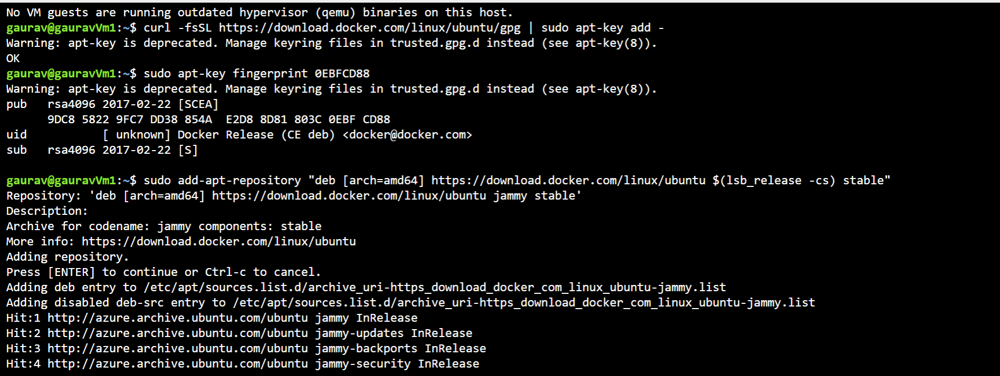 No VM guests are running outdated hypervisor (qemu) binaries on this host.
gaurav@gauravVm1:~$ curl -fsSL https://download.docker.com/linux/ubuntu/gpg | sudo apt-key add -
Warning: apt-key is deprecated. Manage keyring files in trusted.gpg.d instead (see apt-key(8)).
OK
gaurav@gauravVm1:~$ sudo apt-key fingerprint 0EBFCD88
Warning: apt-key is deprecated. Manage keyring files in trusted.gpg.d instead (see apt-key(8)).
pub   rsa4096 2017-02-22 [SCEA]
      9DC8 5822 9FC7 DD38 854A  E2D8 8D81 803C 0EBF CD88
uid           [ unknown] Docker Release (CE deb) <docker@docker.com>
sub   rsa4096 2017-02-22 [S]

gaurav@gauravVm1:~$ sudo add-apt-repository "deb [arch=amd64] https://download.docker.com/linux/ubuntu $(lsb_release -cs) stable"
Repository: 'deb [arch=amd64] https://download.docker.com/linux/ubuntu jammy stable'
Description:
Archive for codename: jammy components: stable
More info: https://download.docker.com/linux/ubuntu
Adding repository.
Press [ENTER] to continue or Ctrl-c to cancel.
Adding deb entry to /etc/apt/sources.list.d/archive_uri-https_download_docker_com_linux_ubuntu-jammy.list
Adding disabled deb-src entry to /etc/apt/sources.list.d/archive_uri-https_download_docker_com_linux_ubuntu-jammy.list
Hit:1 http://azure.archive.ubuntu.com/ubuntu jammy InRelease
Hit:2 http://azure.archive.ubuntu.com/ubuntu jammy-updates InRelease
Hit:3 http://azure.archive.ubuntu.com/ubuntu jammy-backports InRelease
Hit:4 http://azure.archive.ubuntu.com/ubuntu jammy-security InRelease